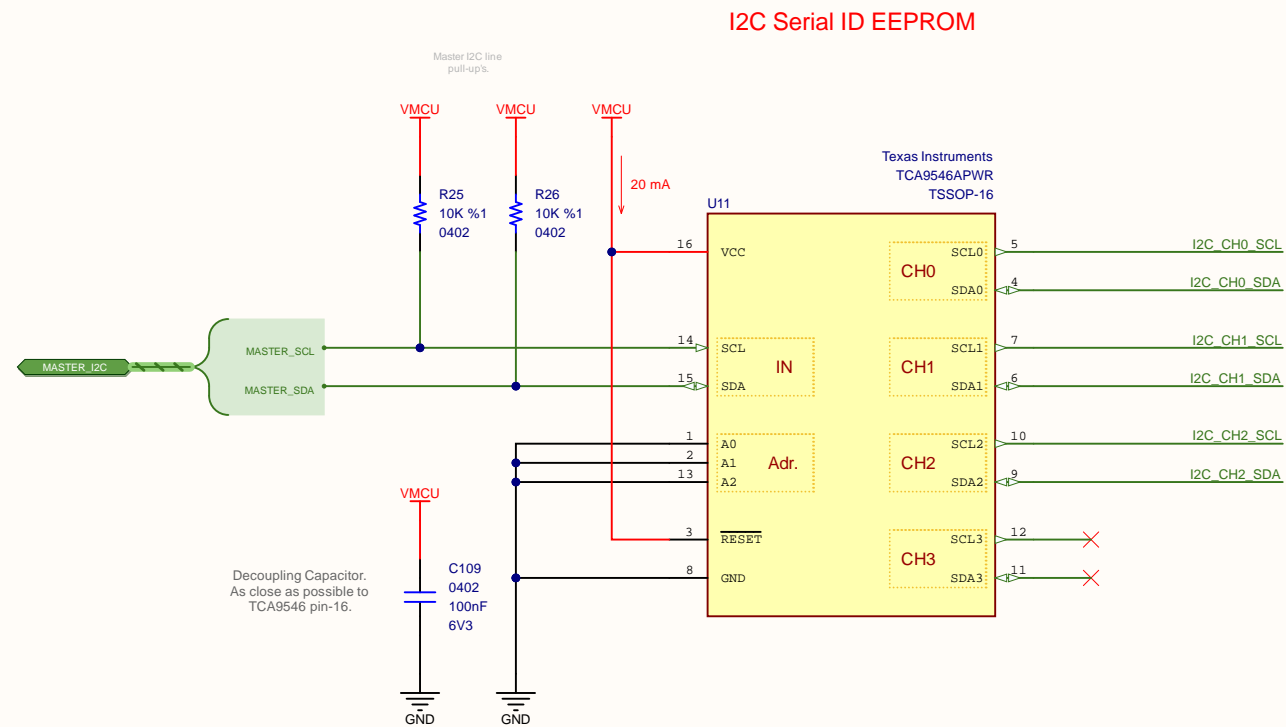 I2C Serial ID EEPROM
Master I2C line
pull-up's.
VMCU
VMCU
VMCU
20 mA
R25
10K %1
0402
R26
10K %1
0402
Texas Instruments
TCA9546APWR
TSSOP-16
U11
16
VCC
14
SCL
15
SDA
IN
1
A0
2
A1
13
A2
Adr.
3
RESET
8
GND
CH0
SCL0
5
I2C_CH0_SCL
SDA0
4
I2C_CH0_SDA
CH1
SCL1
7
I2C_CH1_SCL
SDA1
6
I2C_CH1_SDA
CH2
SCL2
10
I2C_CH2_SCL
SDA2
9
I2C_CH2_SDA
CH3
SCL3
12
SDA3
11
MASTER_I2C
MASTER_SCL
MASTER_SDA
VMCU
Decoupling Capacitor.
As close as possible to
TCA9546 pin-16.
C109
0402
100nF
6V3
GND
GND